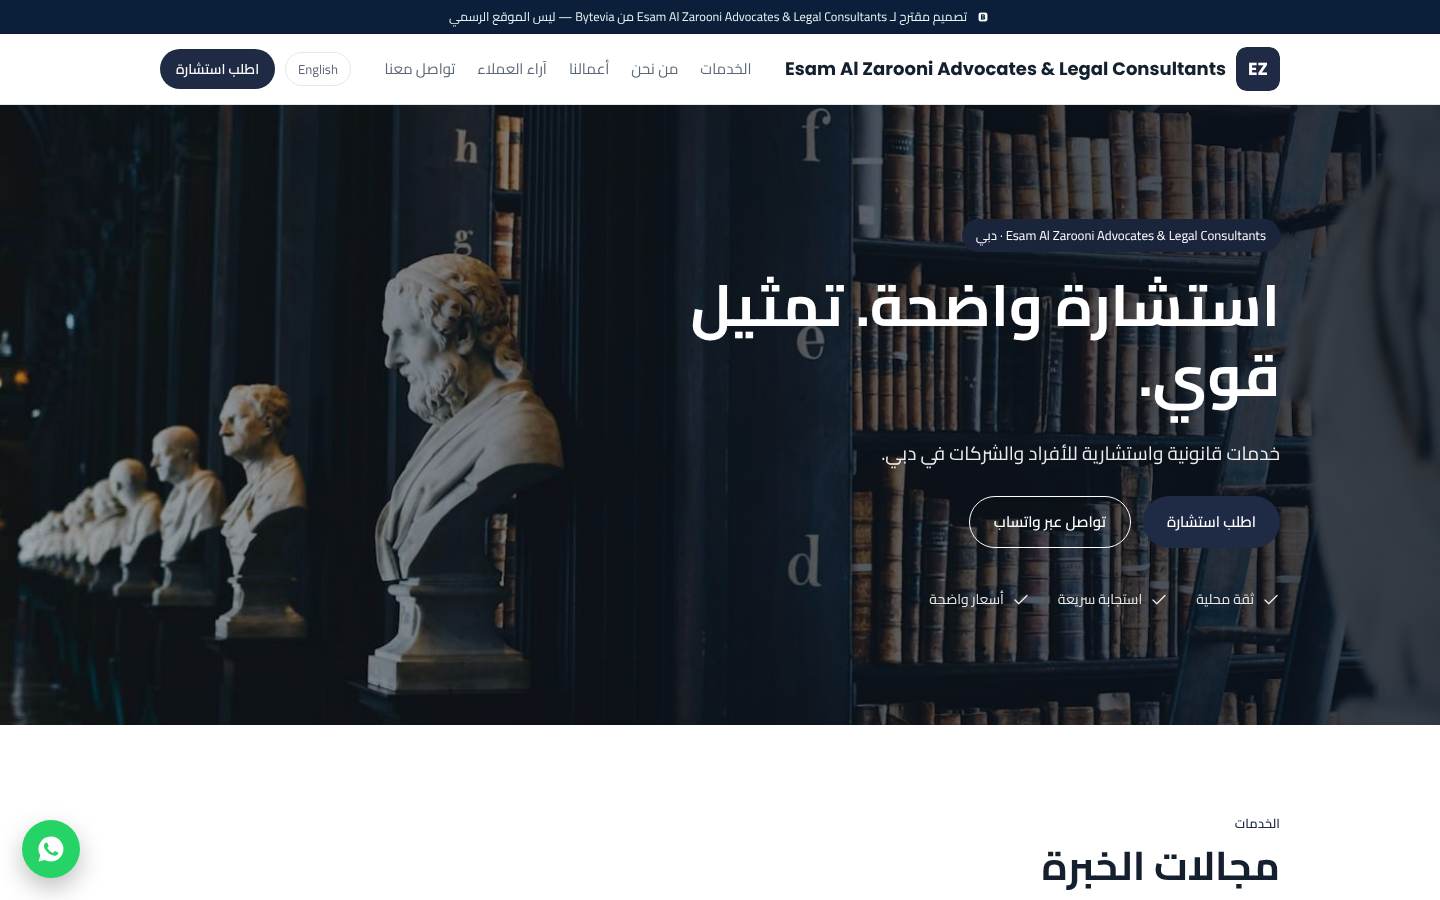 تصميم مقترح لـ Esam Al Zarooni Advocates & Legal Consultants من Bytevia — ليس الموقع الرسمي
EZ Esam Al Zarooni Advocates & Legal Consultants الخدمات من نحن أعمالنا آراء العملاء تواصل معنا English اطلب استشارة
h
f
g
e
d
Esam Al Zarooni Advocates & Legal Consultants · دبي
استشارة واضحة. تمثيل
قوي.
خدمات قانونية واستشارية للأفراد والشركات في دبي.
اطلب استشارة تواصل عبر واتساب
ثقة محلية استجابة سريعة أسعار واضحة
الخدمات
مجالات الخبرة